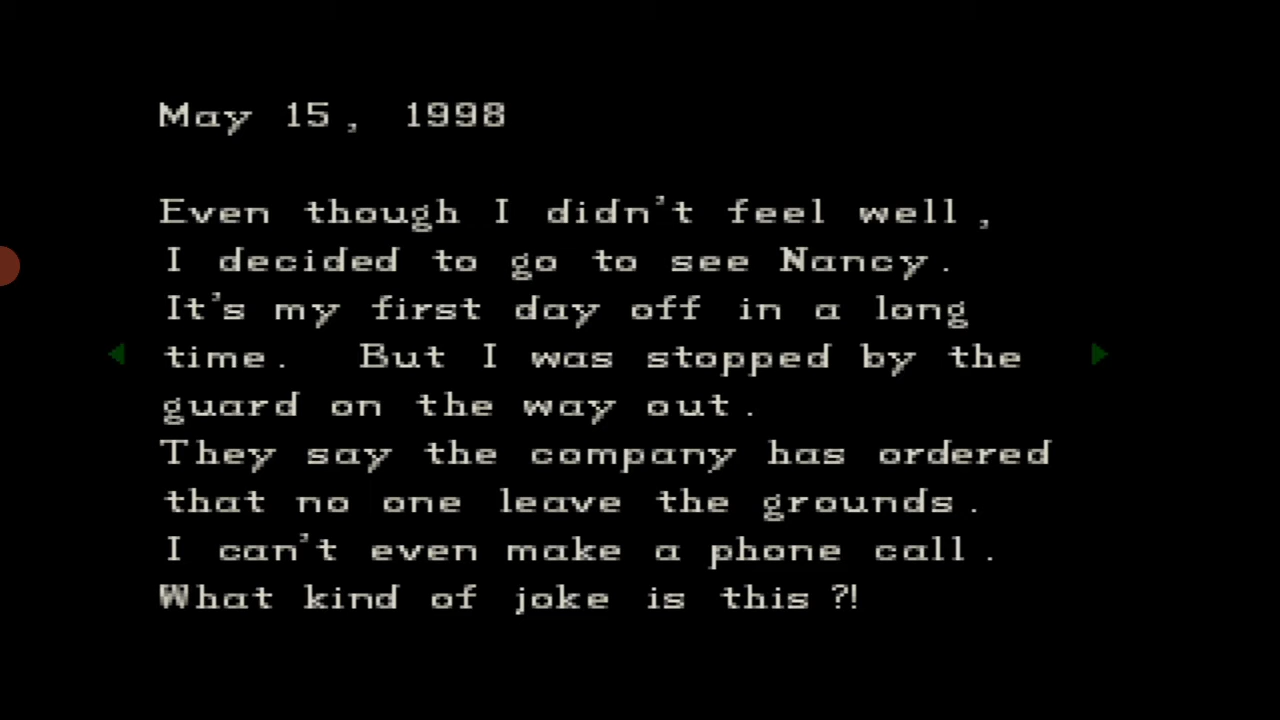 May 15, 1998
Even though I didn't feel well,
I decided to go to see Nancy.
It's my first day off in a long
time. But I was stopped by the
guard on the way out.
They say the company has ordered
that no one leave the grounds.
I can't even make a phone call.
What kind of joke is this?!